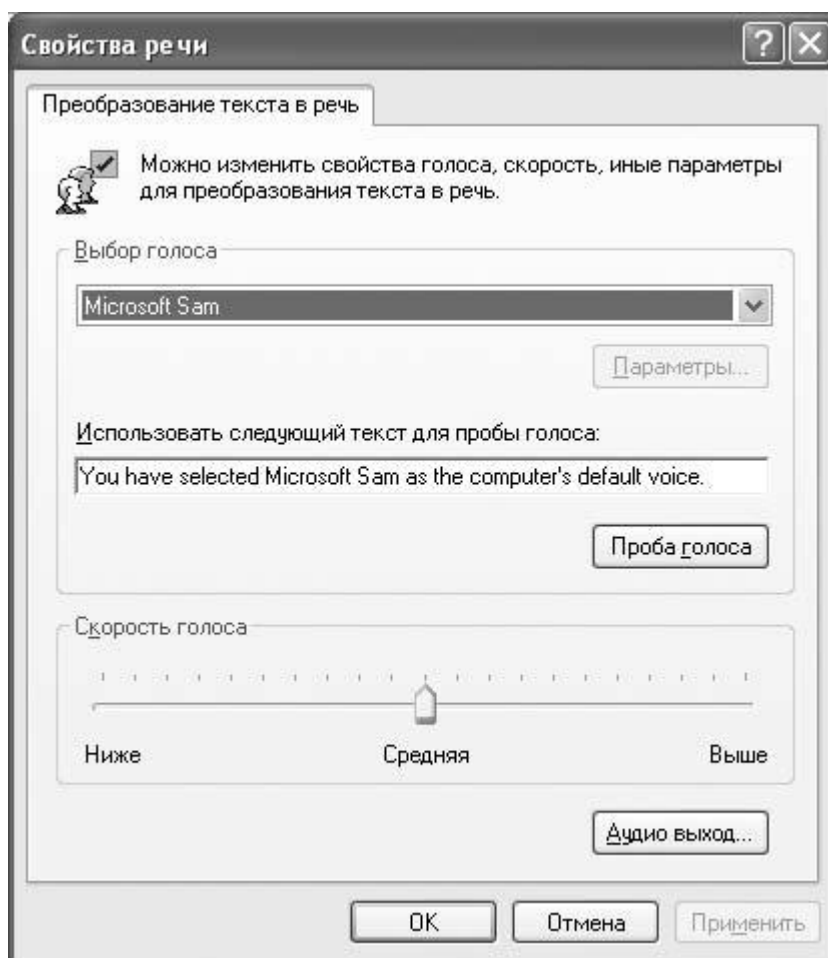 Свойства речи
Преобразование текста в речь
Можно изменить свойства голоса, скорость, иные параметры
для преобразования текста в речь.
Выбор голоса
Microsoft Sam
Параметры...
Использовать следующий текст для пробы голоса:
You have selected Microsoft Sam as the computer's default voice.
Проба голоса
Скорость голоса
Ниже Средняя Выше
Аудио выход...
OK Отмена Применить